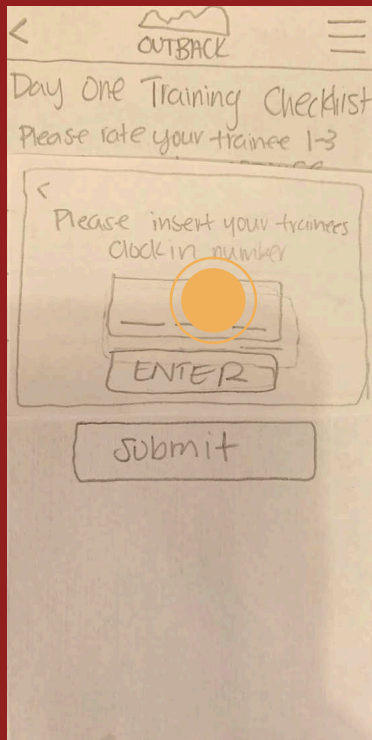 <
OUTBACK
Day One Training Checklist
Please rate your trainee 1-3
<
Please insert your trainees
Clock in number
ENTER
Submit